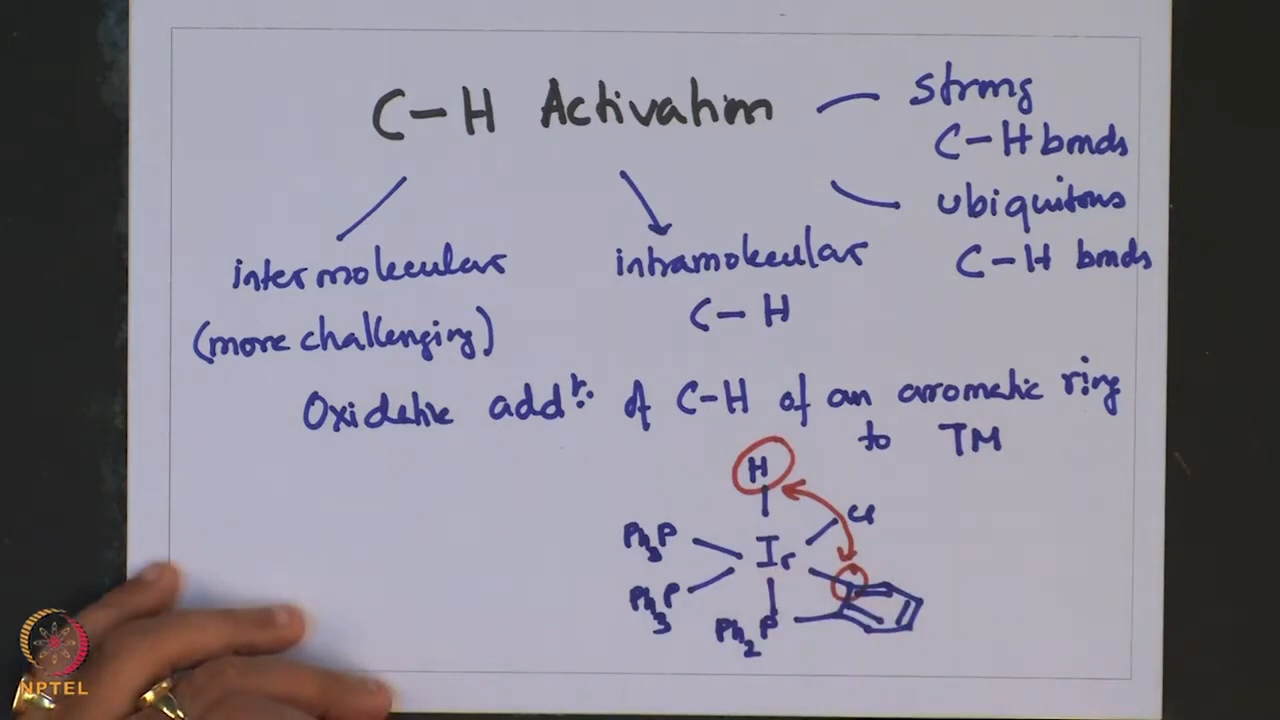 C-H Activation
strong
C-H bonds
ubiquitous
C-H bonds
intermolecular
(more challenging)
intramolecular
C-H
Oxidative addn. of C-H of an aromatic ring
to TM
H
Ph3P
Cl
Ir
Ph3P
Ph2P
NPTEL